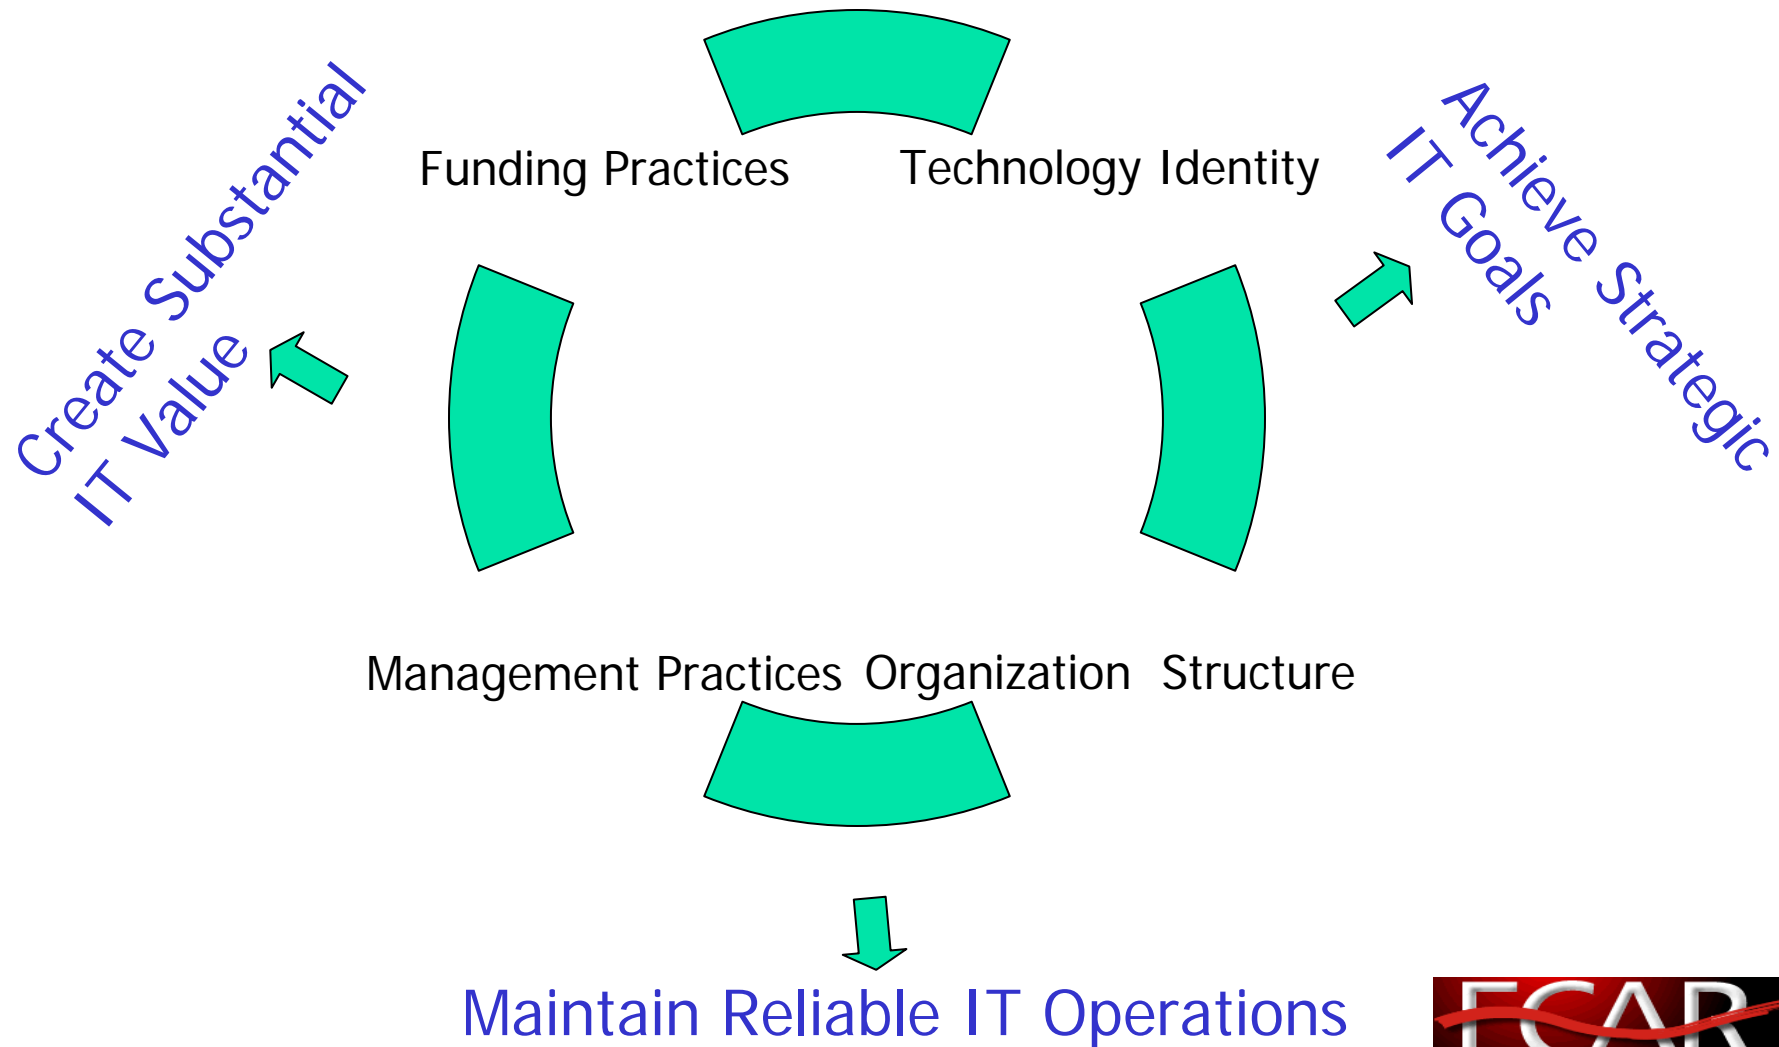 Create Substantial
IT Value
Funding Practices
Technology Identity
Achieve Strategic
IT Goals
Management Practices
Organization Structure
Maintain Reliable IT Operations
ECAR